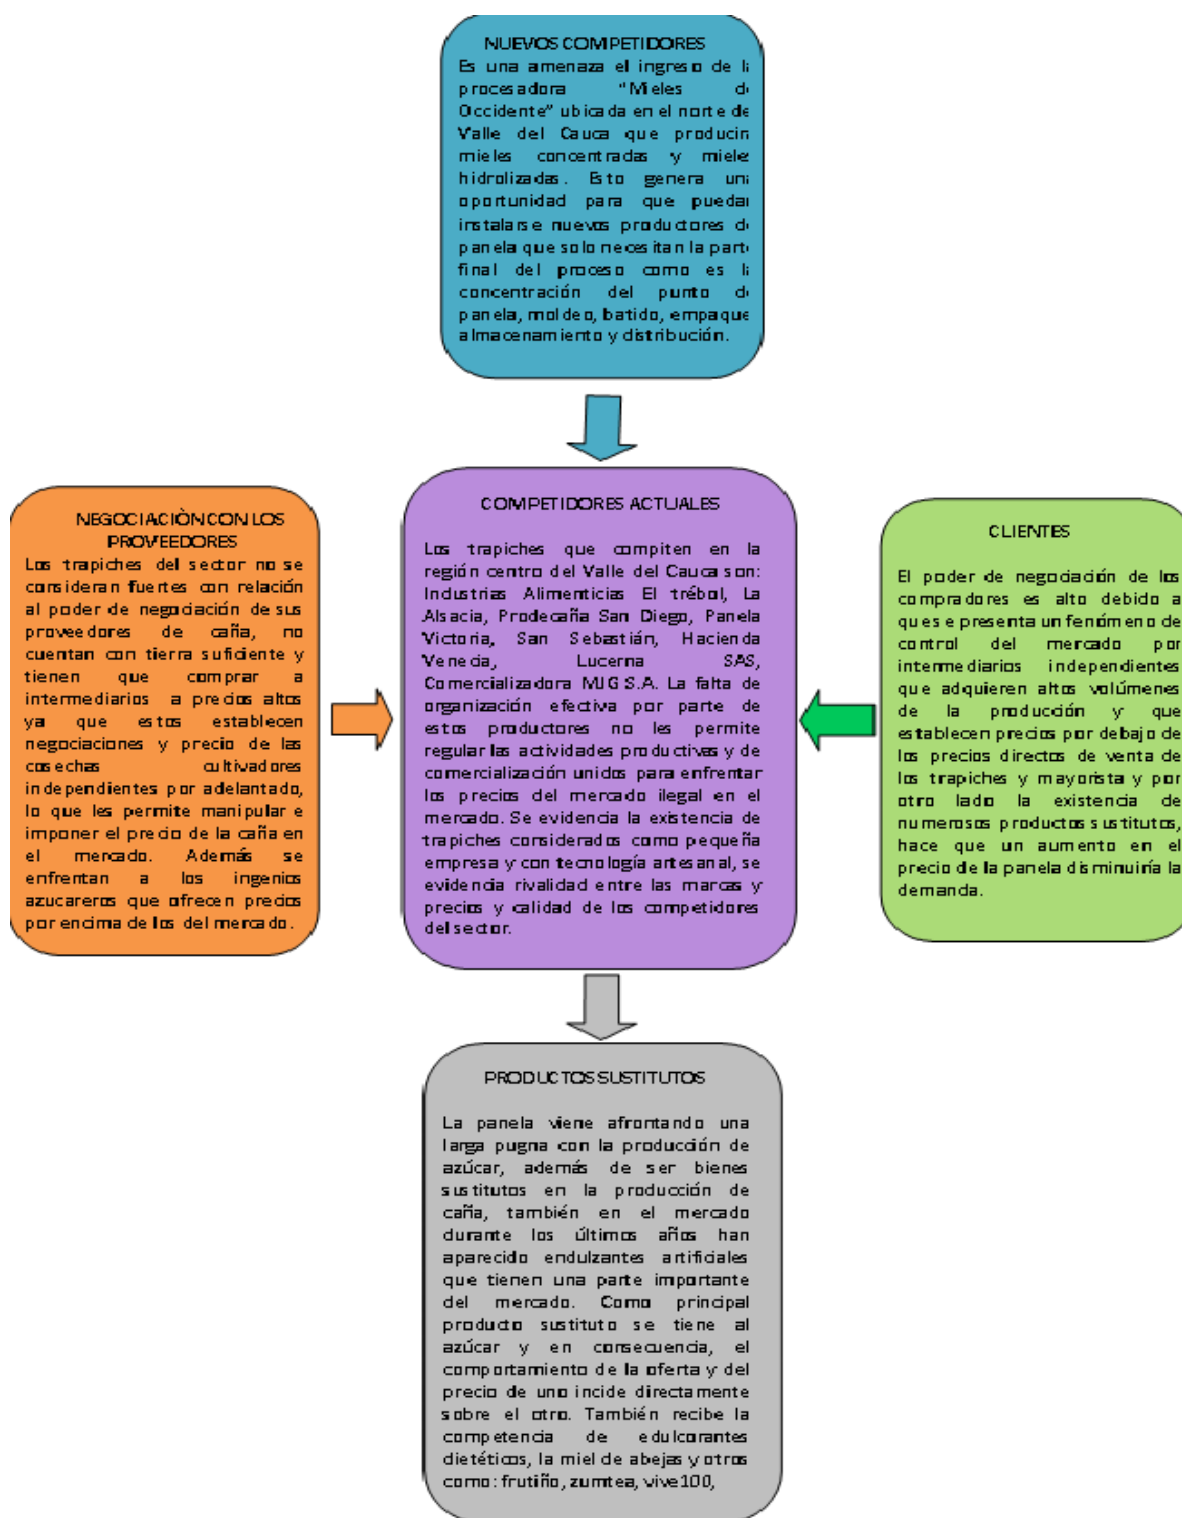 NUEVOS COMPETIDORES
Es una amenaza el ingreso de l
procesadora "Mieles d
Occidente" ubicada en el norte de
Valle del Cauca que producin
mieles concentradas y miele
hidrolizadas. Esto genera un
oportunidad para que pueda
instalarse nuevos productores d
panela que solo necesitan la part
final del proceso como es l
concentración del punto d
panela, moldeo, batido, empaque
almacenamiento y distribución.
NEGOCIACIÒN CON LOS
PROVEEDORES
Los trapiches del sector no se
consideran fuertes con relación
al poder de negociación de sus
proveedores de caña, no
cuentan con tierra suficiente y
tienen que comprar a
intermediarios a precios altos
ya que estos establecen
negociaciones y precio de las
cosechas cultivadores
independientes por adelantado,
lo que les permite manipular e
imponer el precio de la caña en
el mercado. Además se
enfrentan a los ingenios
azucareros que ofrecen precios
por encima de los del mercado.
COMPETIDORES ACTUALES
Los trapiches que compiten en la
región centro del Valle del Cauca son:
Industrias Alimenticias El trébol, La
Alsacia, Prodecaña San Diego, Panela
Victoria, San Sebastián, Hacienda
Venecia, Lucerna SAS,
Comercializadora MJG S.A. La falta de
organización efectiva por parte de
estos productores no les permite
regular las actividades productivas y de
comercialización unidos para enfrentar
los precios del mercado ilegal en el
mercado. Se evidencia la existencia de
trapiches considerados como pequeña
empresa y con tecnología artesanal, se
evidencia rivalidad entre las marcas y
precios y calidad de los competidores
del sector.
CLIENTES
El poder de negociación de los
compradores es alto debido a
que se presenta un fenómeno de
control del mercado por
intermediarios independientes
que adquieren altos volúmenes
de la producción y que
establecen precios por debajo de
los precios directos de venta de
los trapiches y mayorista y por
otro lado la existencia de
numerosos productos sustitutos,
hace que un aumento en el
precio de la panela disminuiría la
demanda.
PRODUCTOS SUSTITUTOS
La panela viene afrontando una
larga pugna con la producción de
azúcar, además de ser bienes
sustitutos en la producción de
caña, también en el mercado
durante los últimos años han
aparecido endulzantes artificiales
que tienen una parte importante
del mercado. Como principal
producto sustituto se tiene al
azúcar y en consecuencia, el
comportamiento de la oferta y del
precio de uno incide directamente
sobre el otro. También recibe la
competencia de edulcorantes
dietéticos, la miel de abejas y otros
como: frutiño, zumtea, vive100,